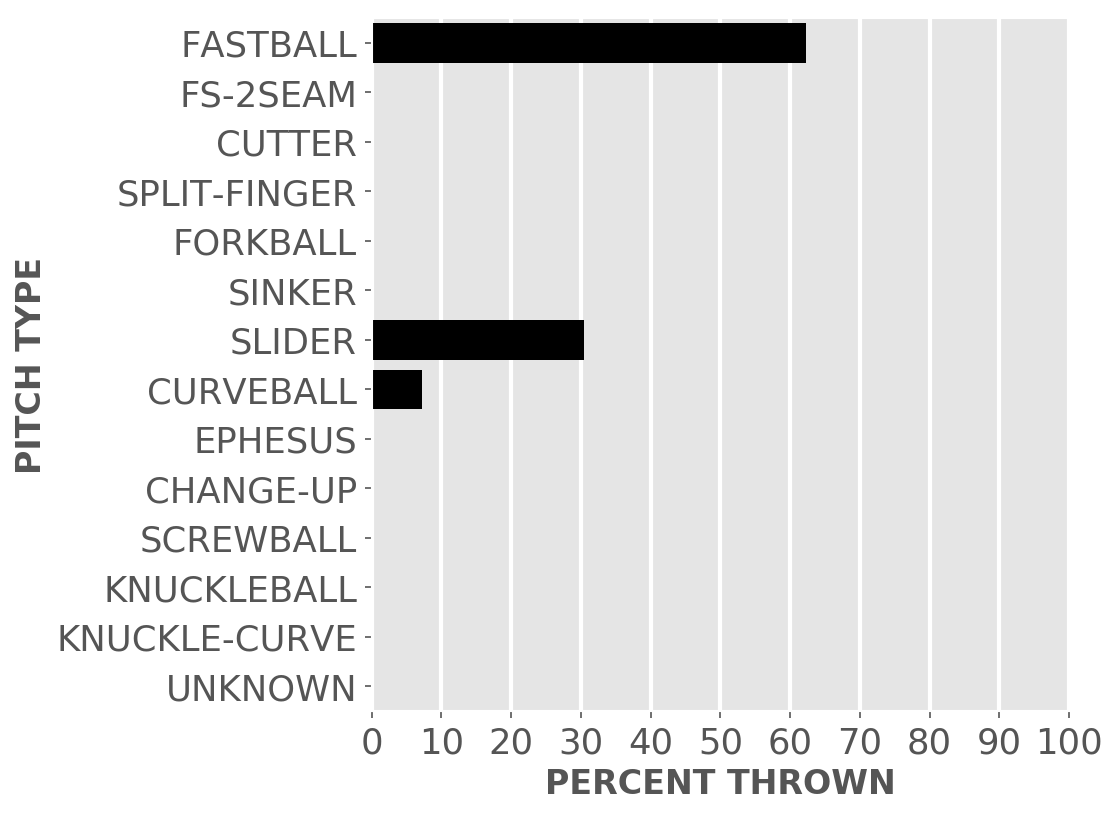 FASTBALL
FS-2SEAM
CUTTER
SPLIT-FINGER
FORKBALL
SINKER
SLIDER
CURVEBALL
EPHESUS
CHANGE-UP
SCREWBALL
KNUCKLEBALL
KNUCKLE-CURVE
UNKNOWN
PITCH TYPE
0 10 20 30 40 50 60 70 80 90 100
PERCENT THROWN